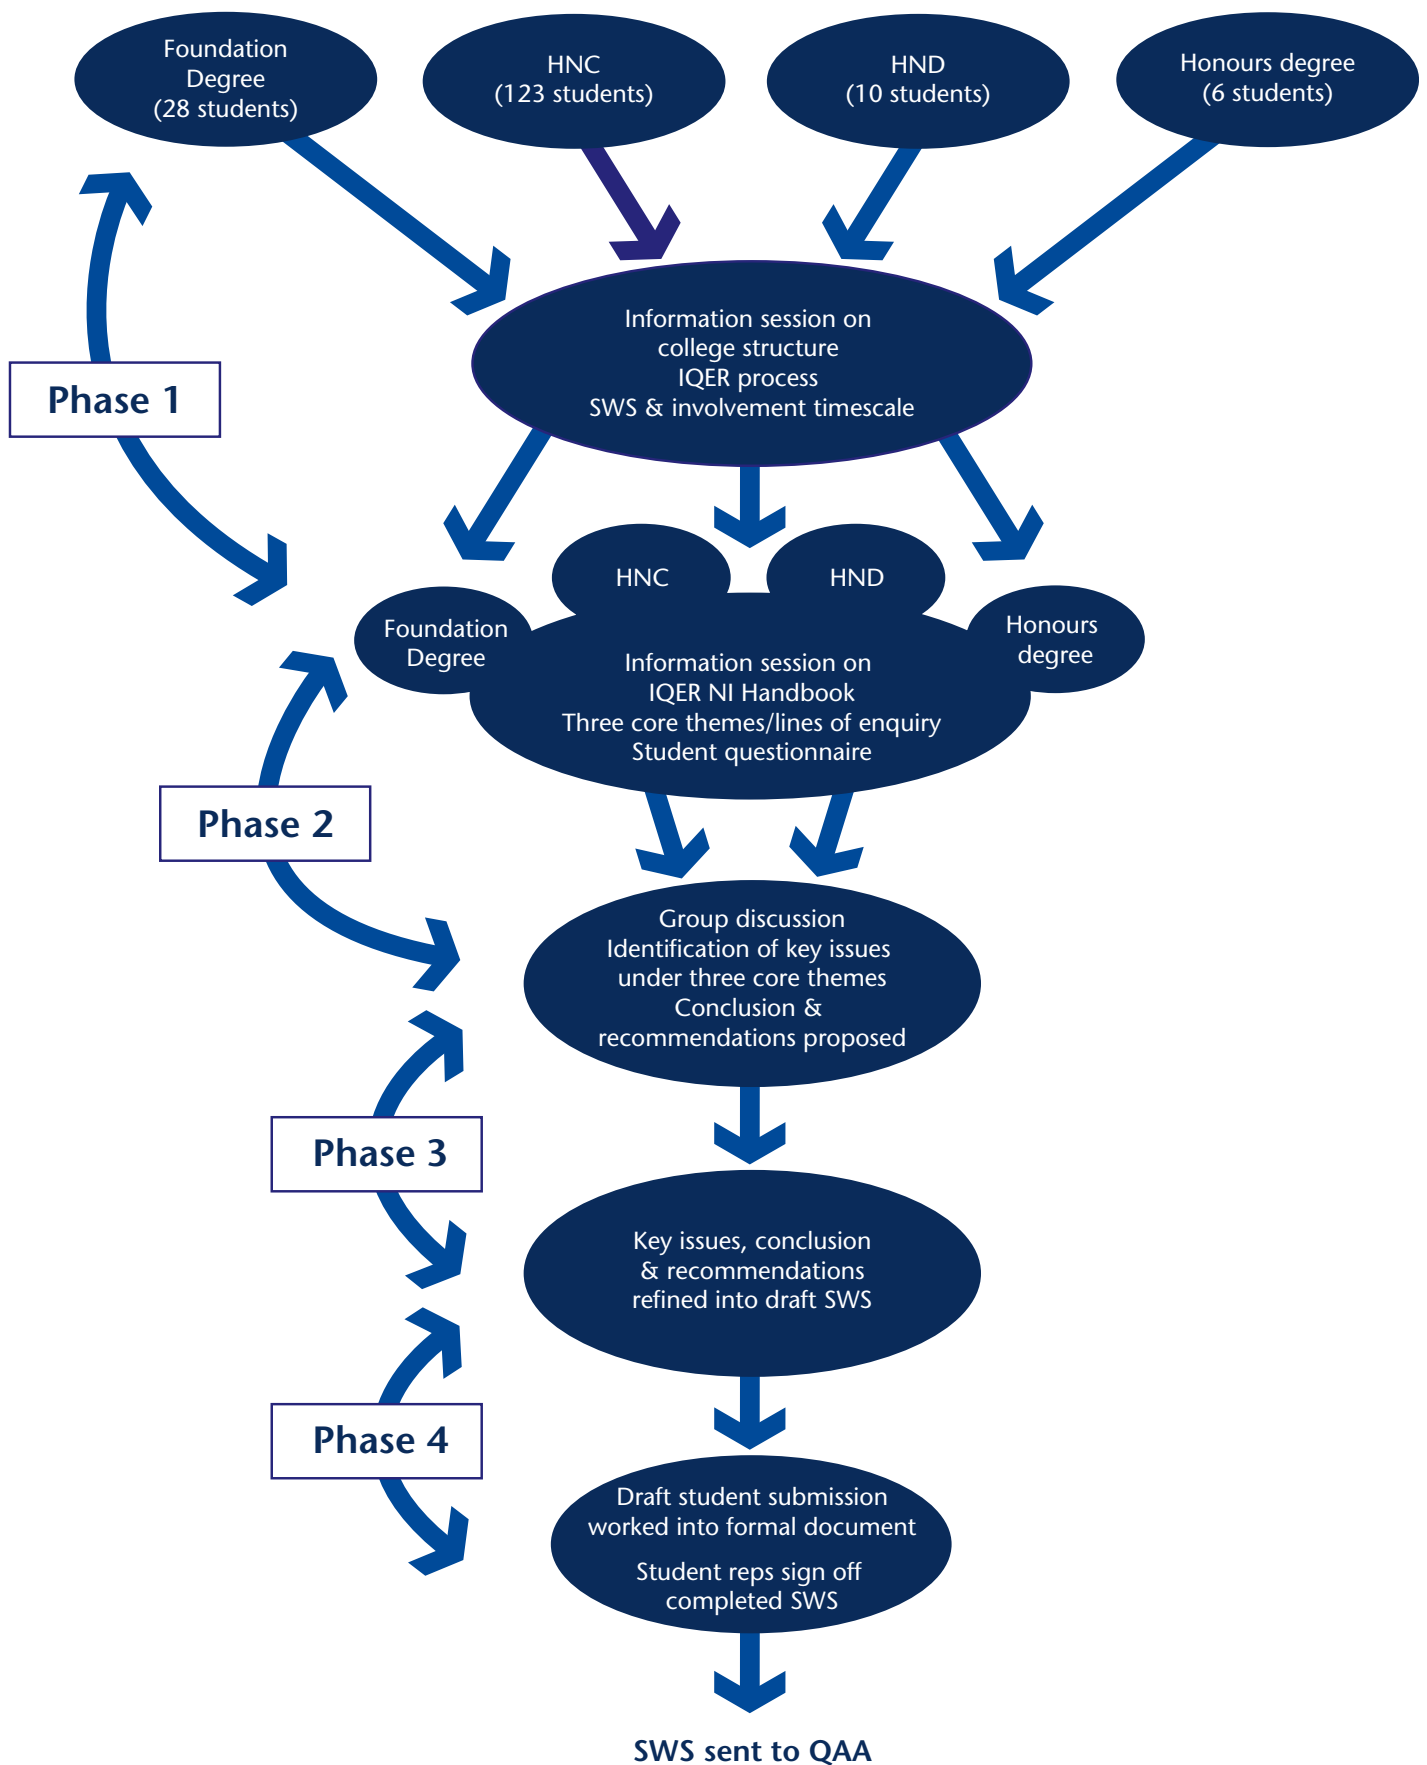 Foundation
Degree
(28 students)
HNC
(123 students)
HND
(10 students)
Honours degree
(6 students)
Information session on
college structure
IQER process
SWS & involvement timescale
Phase 1
HNC
HND
Foundation
Degree
Honours
degree
Information session on
IQER NI Handbook
Three core themes/lines of enquiry
Student questionnaire
Phase 2
Group discussion
Identification of key issues
under three core themes
Conclusion &
recommendations proposed
Phase 3
Key issues, conclusion
& recommendations
refined into draft SWS
Phase 4
Draft student submission
worked into formal document
Student reps sign off
completed SWS
SWS sent to QAA